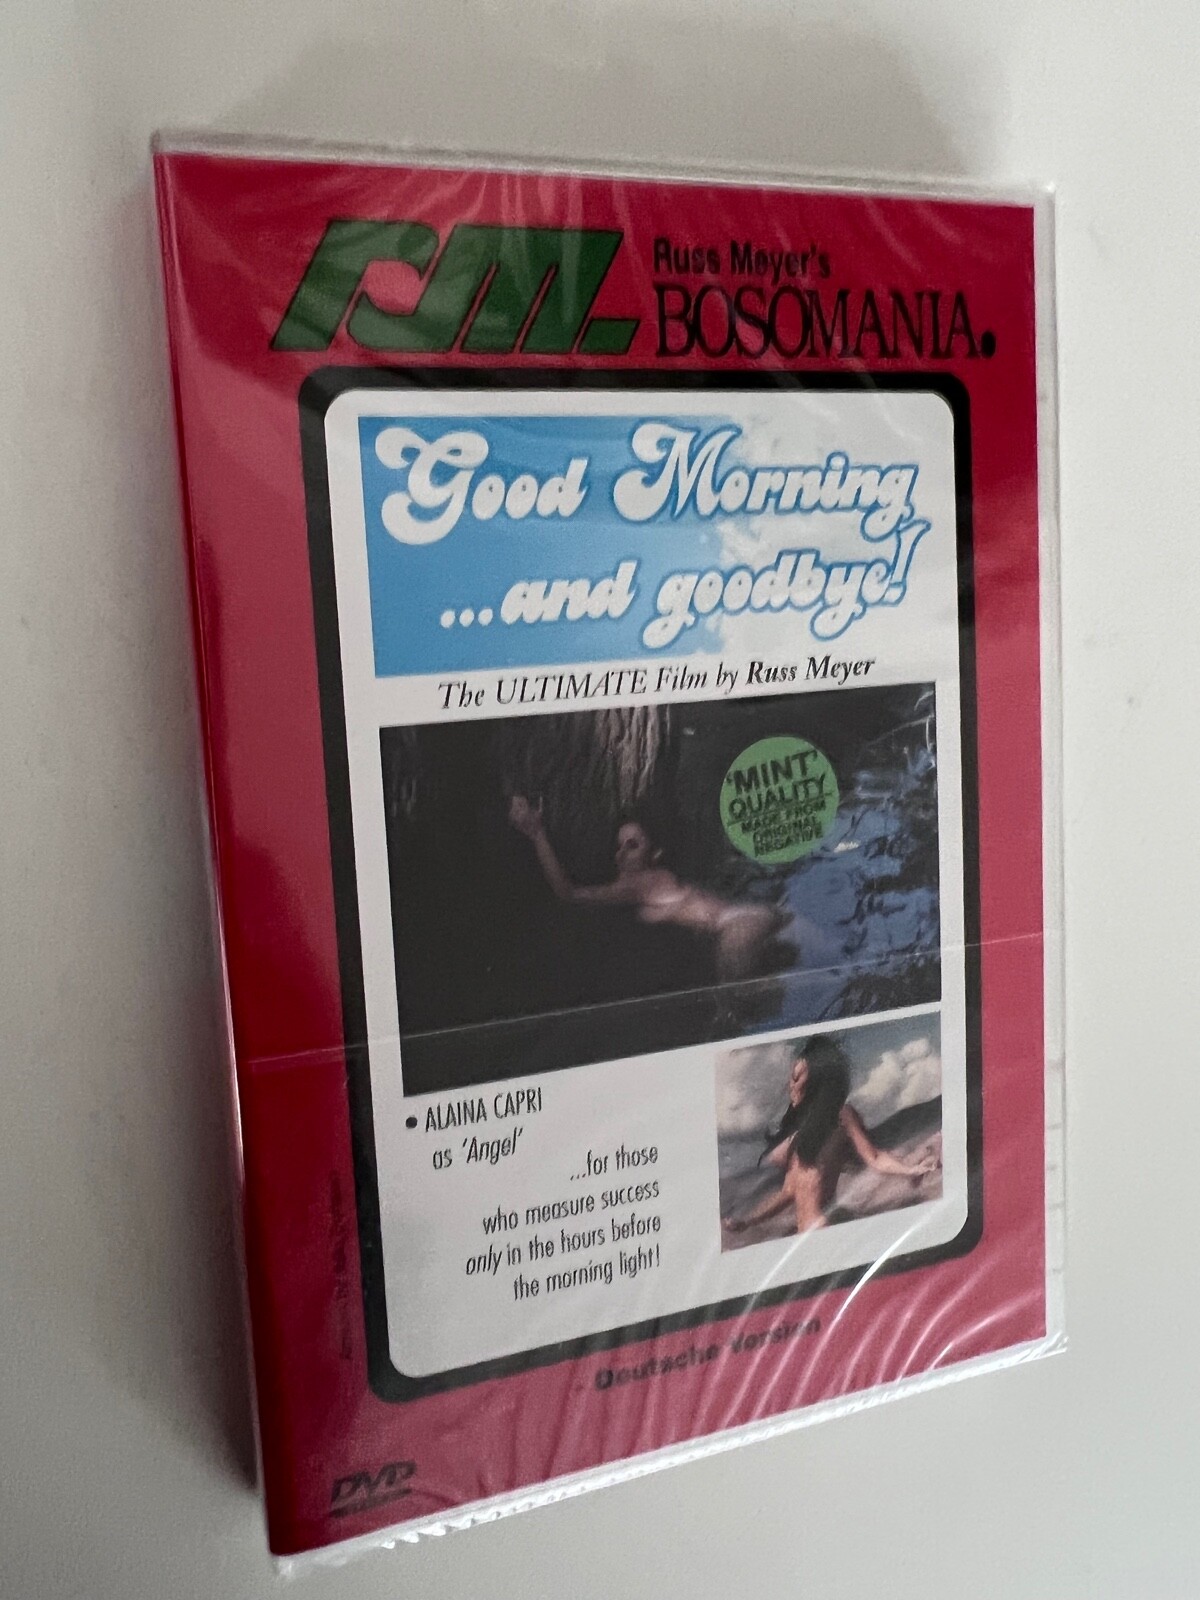 rm.
Russ Meyer's
BOSOMANIA.
Good Morning
...and goodbye!
The ULTIMATE Film by Russ Meyer
'MINT'
QUALITY
MADE FROM
ORIGINAL
NEGATIVE
• ALAINA CAPRI
as 'Angel'
...for those
who measure success
only in the hours before
the morning light!
Deutsche Version
DVD